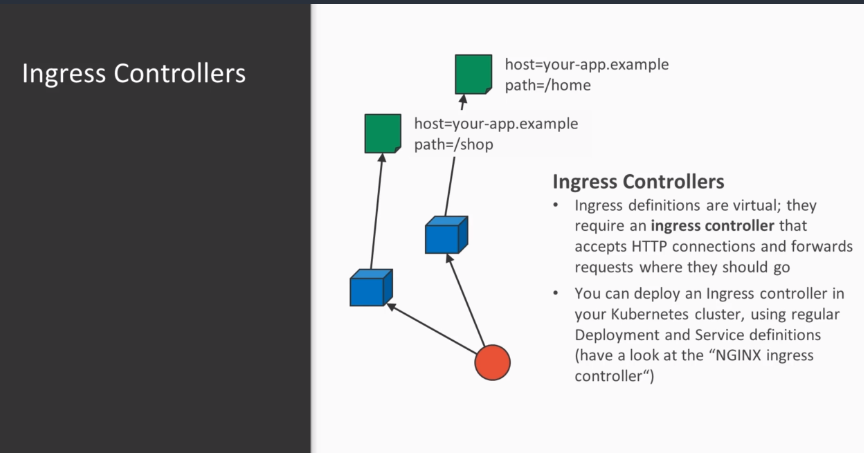 Ingress Controllers
host=your-app.example
path=/home
host=your-app.example
path=/shop
Ingress Controllers
• Ingress definitions are virtual; they
require an ingress controller that
accepts HTTP connections and forwards
requests where they should go
• You can deploy an Ingress controller in
your Kubernetes cluster, using regular
Deployment and Service definitions
(have a look at the “NGINX ingress
controller“)